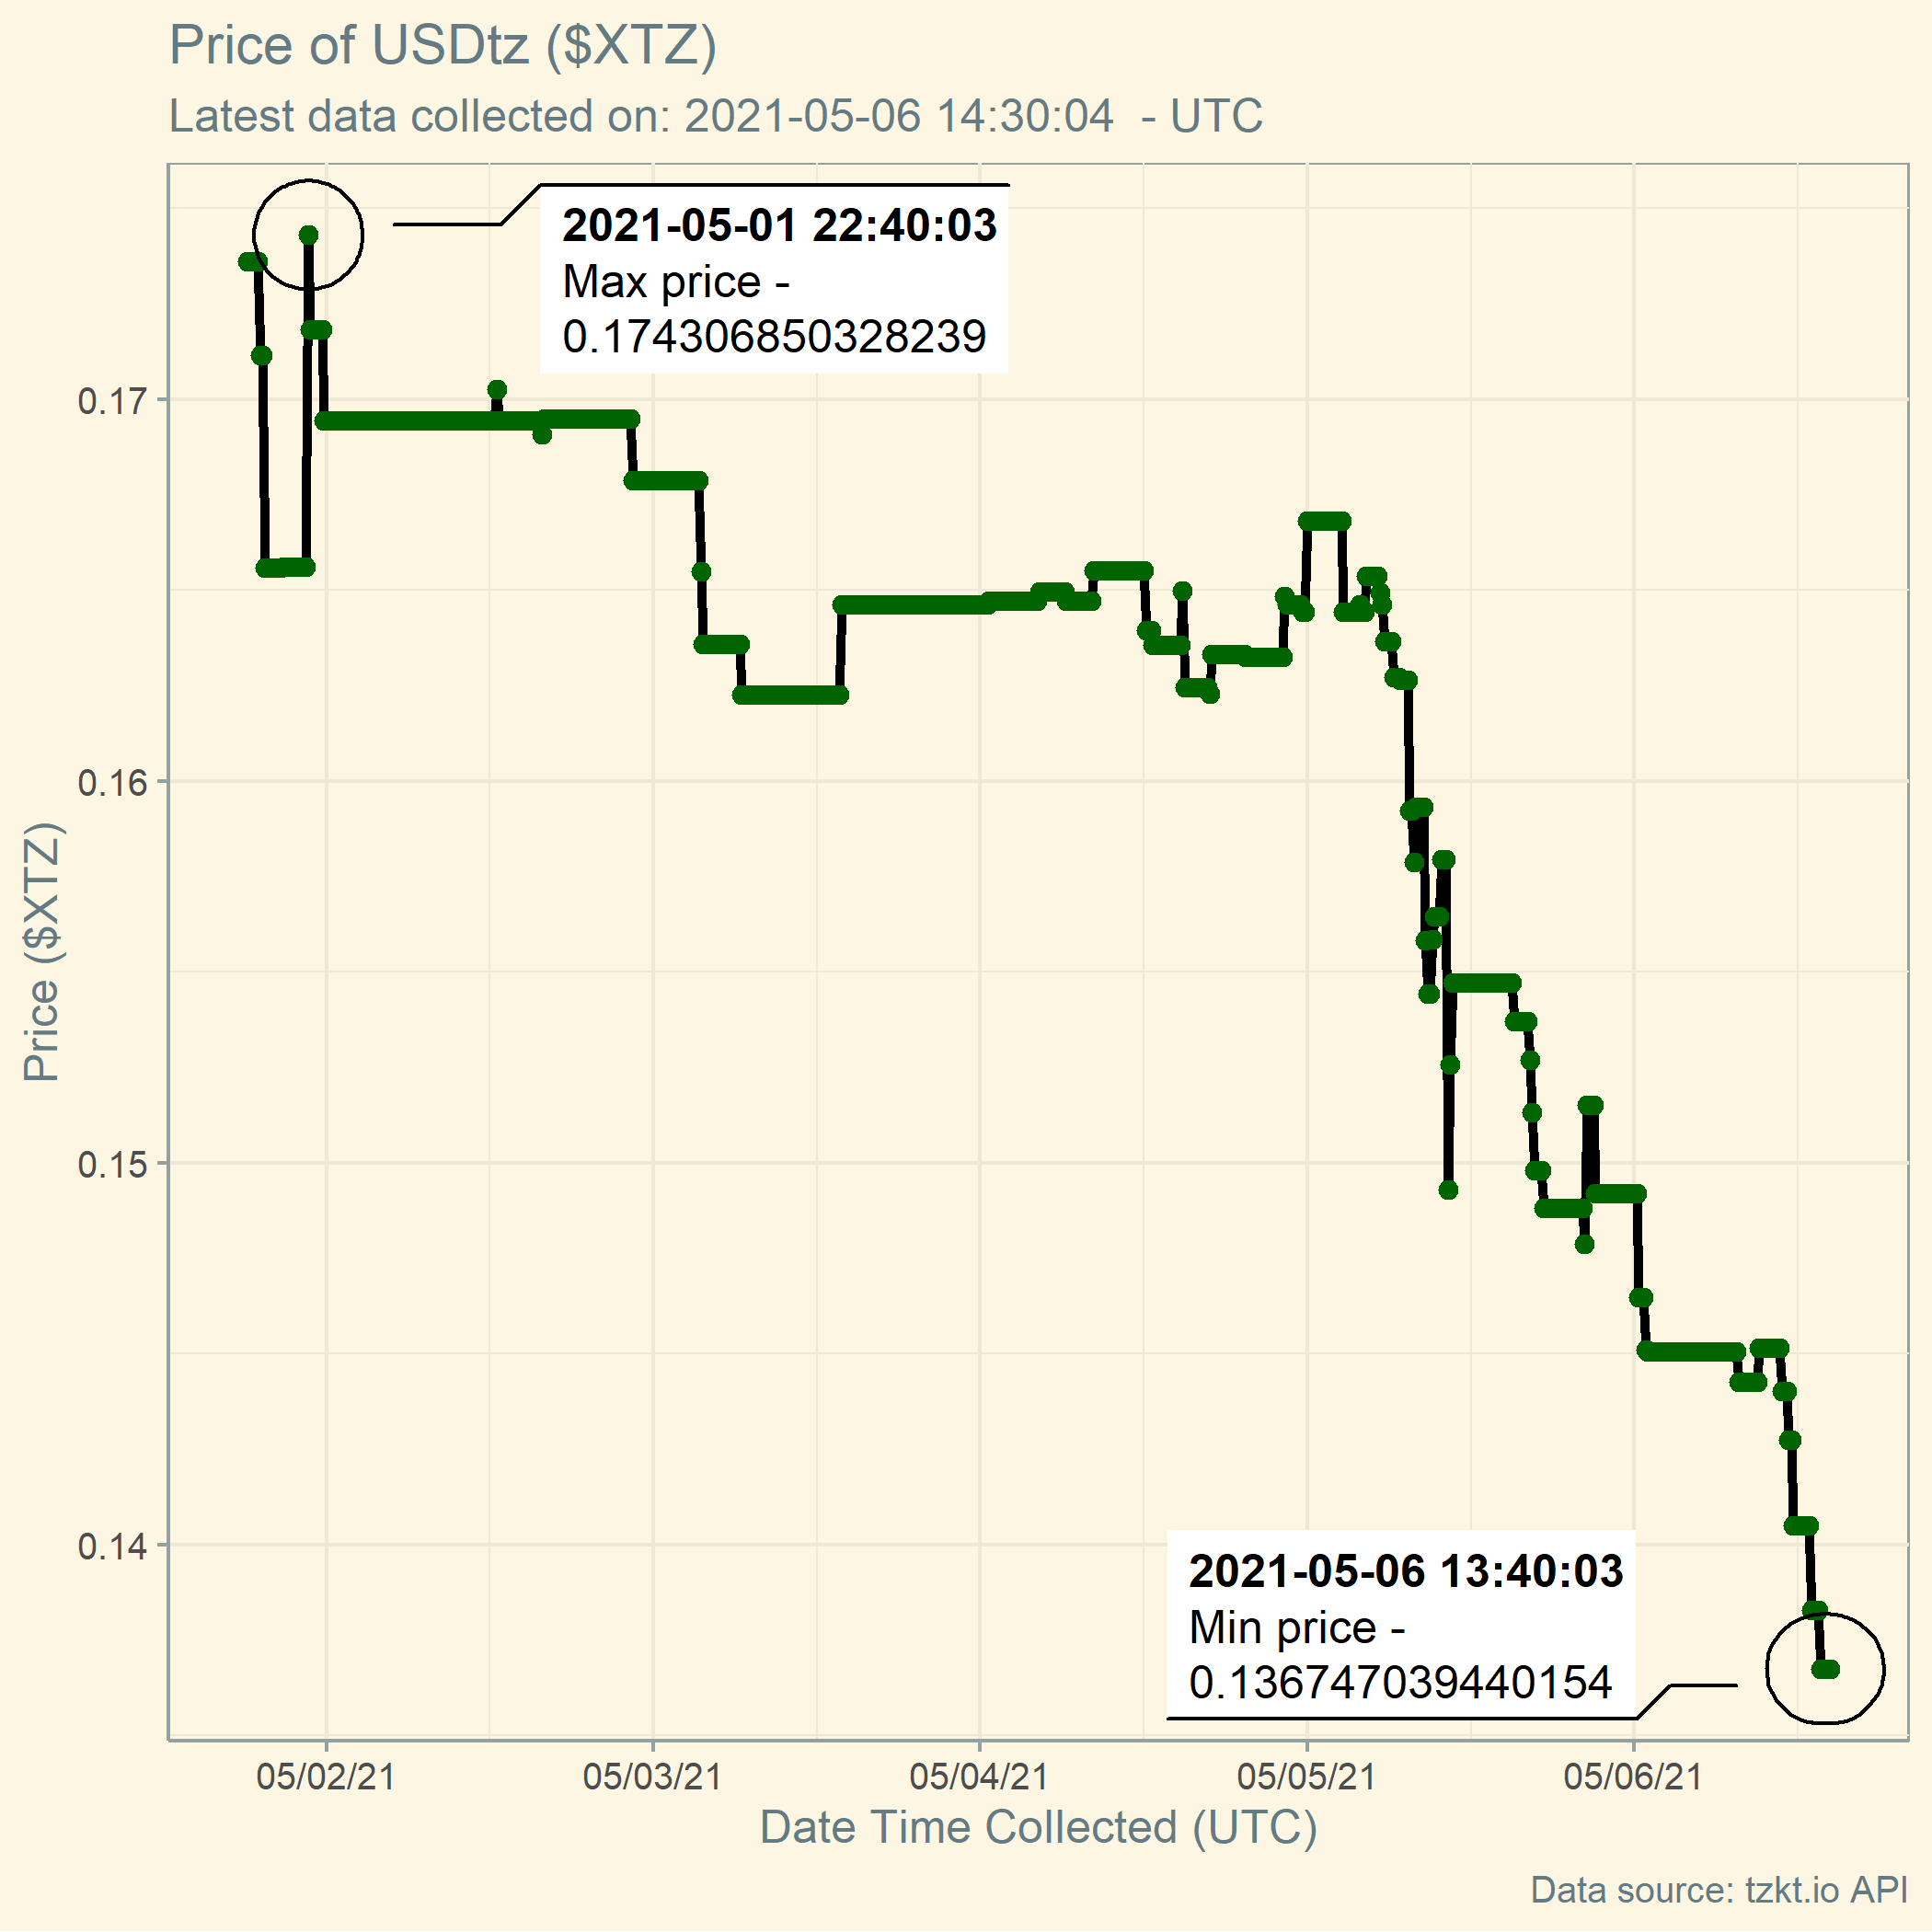 Price of USDtz ($XTZ)
Latest data collected on: 2021-05-06 14:30:04  - UTC
2021-05-01 22:40:03
Max price -
0.174306850328239
0.17
0.16
0.15
0.14
Price ($XTZ)
2021-05-06 13:40:03
Min price -
0.136747039440154
05/02/21
05/03/21
05/04/21
05/05/21
05/06/21
Date Time Collected (UTC)
Data source: tzkt.io API